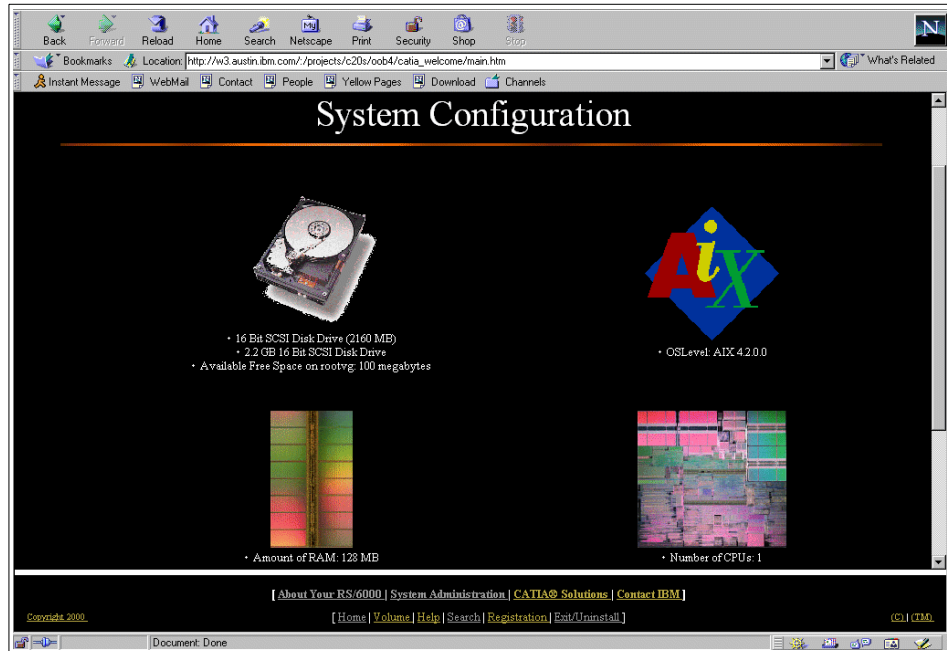 Back Forward Reload Home Search Netscape Print Security Shop Stop
My
N
Bookmarks Location: http://w3.austin.ibm.com/:/projects/c20s/oob4/catia_welcome/main.htm What's Related
Instant Message WebMail Contact People Yellow Pages Download Channels
System Configuration
AiX
• 16 Bit SCSI Disk Drive (2160 MB)
• 2.2 GB 16 Bit SCSI Disk Drive
• Available Free Space on rootvg: 100 megabytes
• OSLevel: AIX 4.2.0.0
• Amount of RAM: 128 MB
• Number of CPUs: 1
[ About Your RS/6000 | System Administration | CATIA® Solutions | Contact IBM ]
Copyright 2000 [ Home | Volume | Help | Search | Registration | Exit/Uninstall ] (C) | (TM)
Document: Done